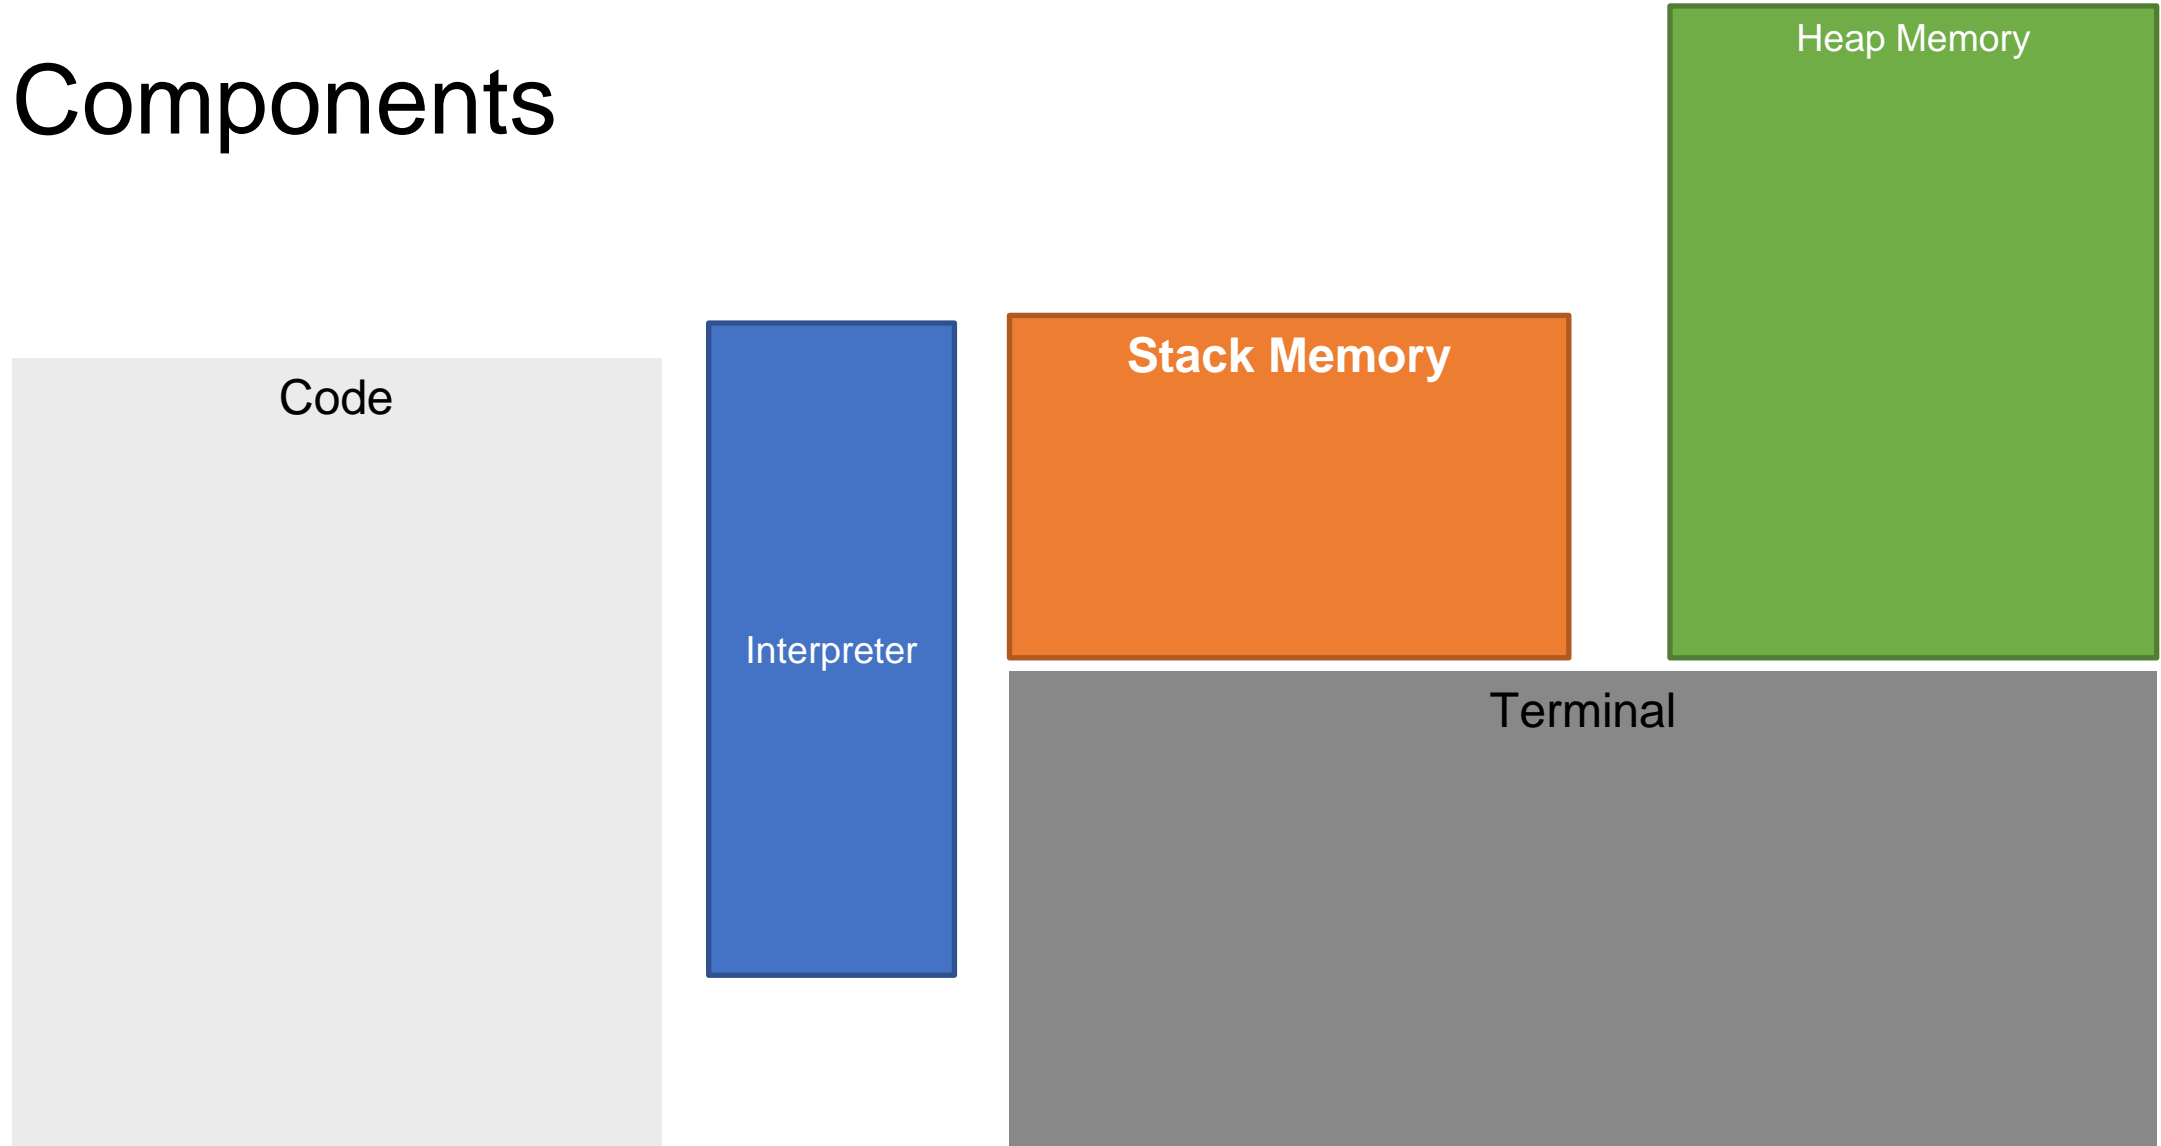 Components
Heap Memory
Stack Memory
Code
Interpreter
Terminal